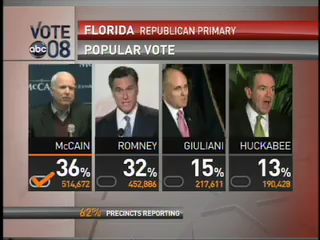 VOTE
abc 08
FLORIDA REPUBLICAN PRIMARY
POPULAR VOTE
McCAIN ROMNEY GIULIANI HUCKABEE
36% 32% 15% 13%
514,672 452,886 217,611 190,428
62% PRECINCTS REPORTING